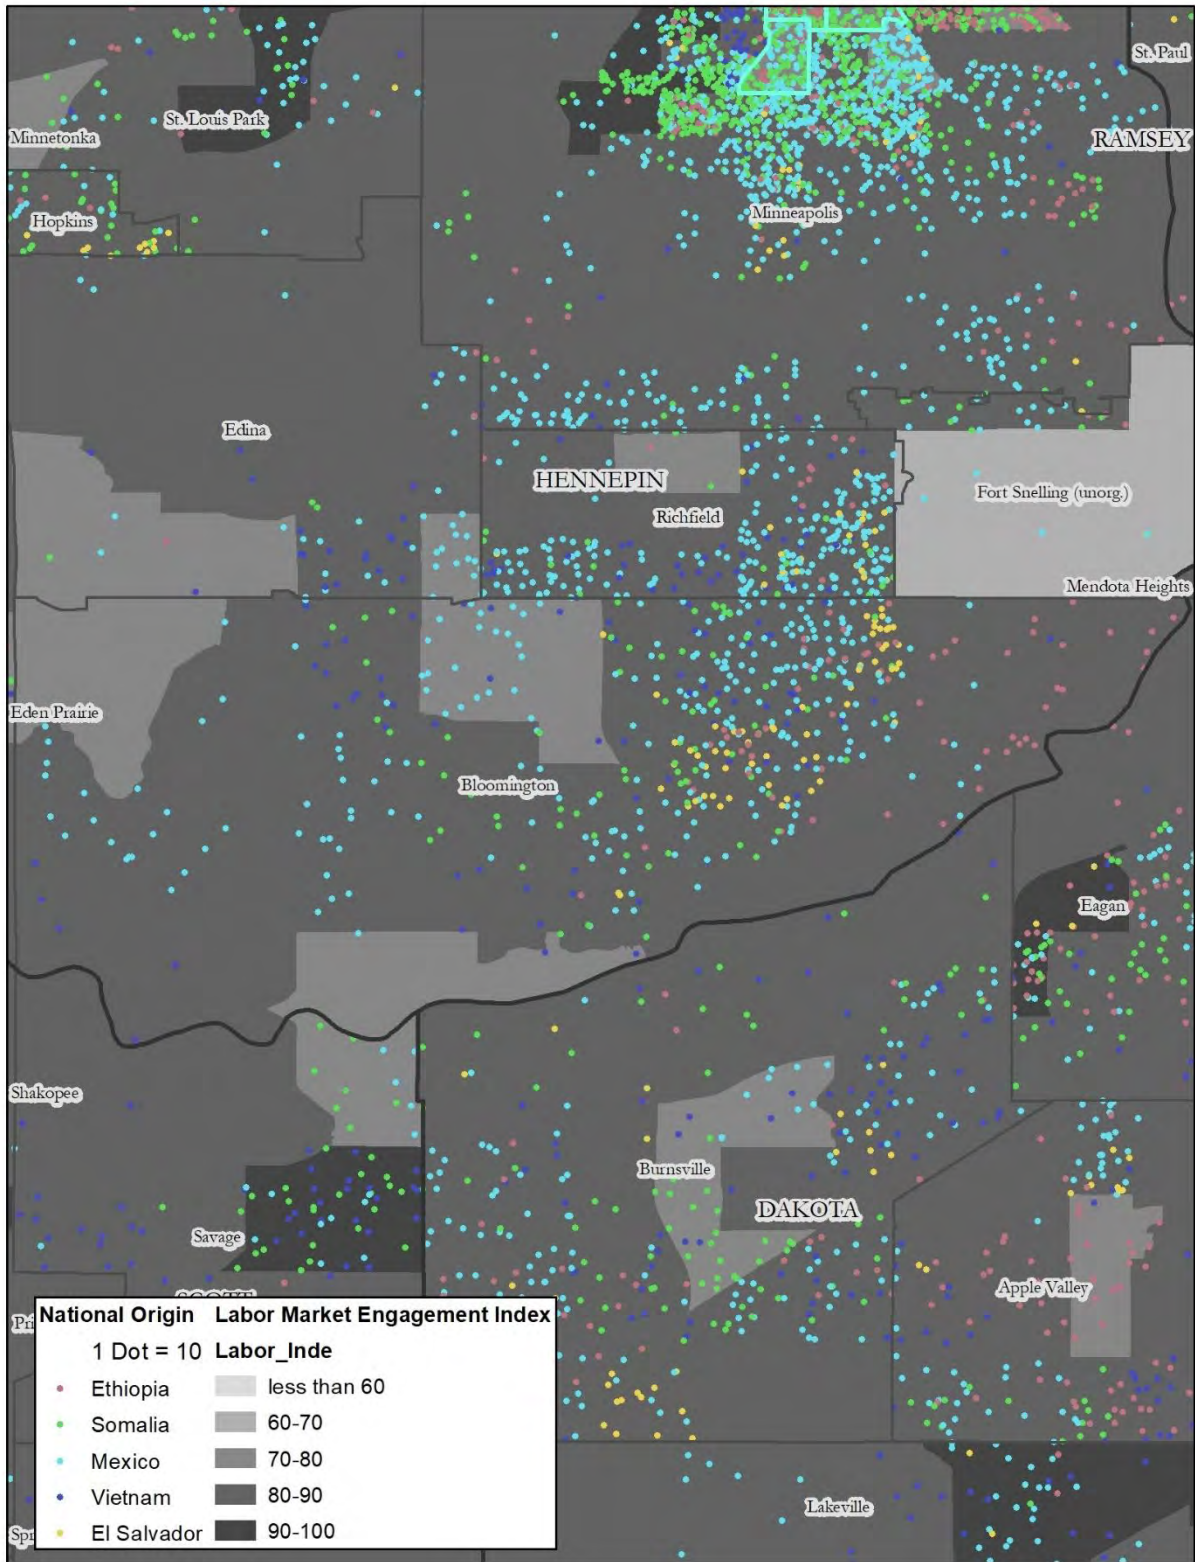 St. Paul
St. Louis Park
Minnetonka
RAMSEY
Hopkins
Minneapolis
Edina
HENNEPIN
Fort Snelling (unorg.)
Richfield
Mendota Heights
Eden Prairie
Bloomington
Eagan
Shakopee
Burnsville
DAKOTA
Savage
Apple Valley
National Origin Labor Market Engagement Index
1 Dot = 10 Labor_Inde
Ethiopia less than 60
Somalia 60-70
Mexico 70-80
Vietnam 80-90
El Salvador 90-100
Lakeville